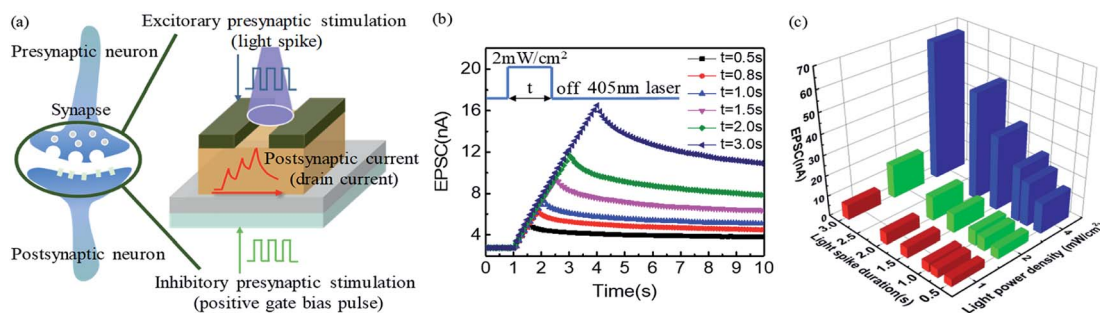 (a)
Excitorary presynaptic stimulation
(light spike)
Presynaptic neuron
Synapse
Postsynaptic current
(drain current)
Postsynaptic neuron
Inhibitory presynaptic stimulation
(positive gate bias pulse)
(b)
EPSC(nA)
20
16
12
8
4
2mW/cm²
t
off 405nm laser
t=0.5s
t=0.8s
t=1.0s
t=1.5s
t=2.0s
t=3.0s
0 1 2 3 4 5 6 7 8 9 10
Time(s)
(c)
EPSC(nA)
70
60
50
40
30
20
10
0
3.0
2.5
2.0
1.5
1.0
0.5
Light spike duration(s)
1
2
4
Light power density (mW/cm²)